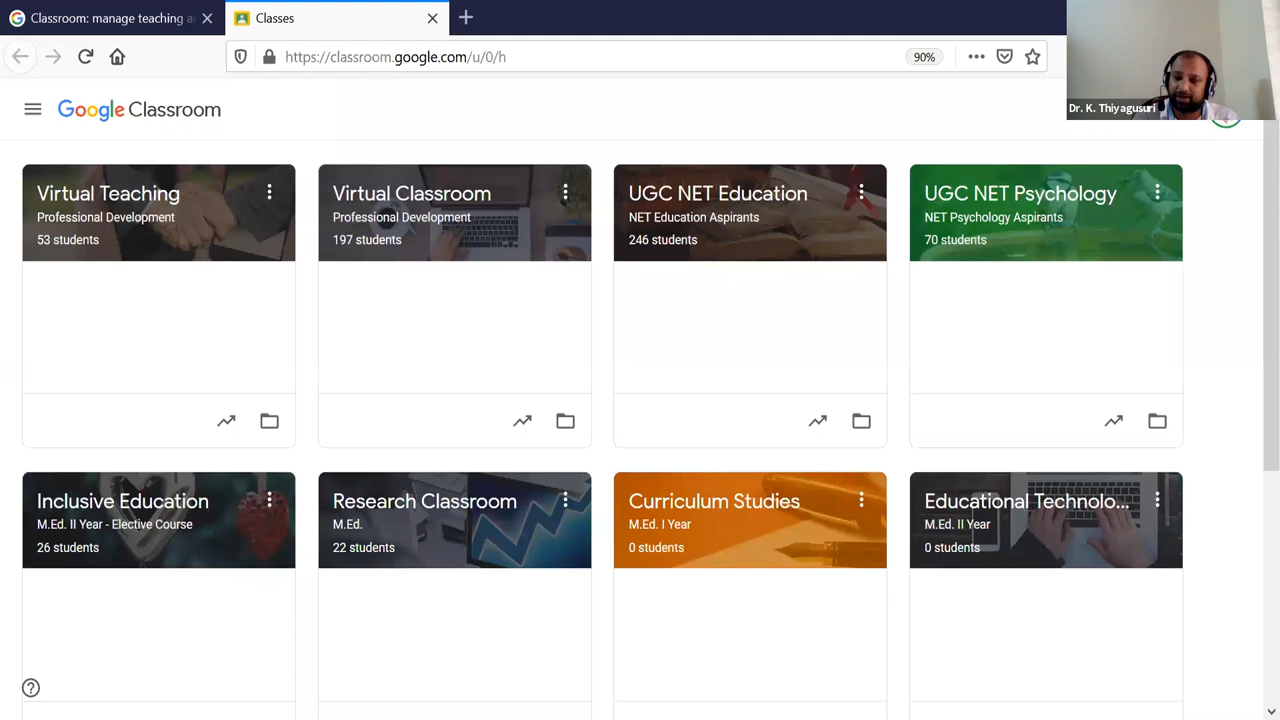 Classroom: manage teaching a
Classes
https://classroom.google.com/u/0/h
90%
Dr. K. Thiyagusuri
Google Classroom
Virtual Teaching
Professional Development
53 students
Virtual Classroom
Professional Development
197 students
UGC NET Education
NET Education Aspirants
246 students
UGC NET Psychology
NET Psychology Aspirants
70 students
Inclusive Education
M.Ed. II Year - Elective Course
26 students
Research Classroom
M.Ed.
22 students
Curriculum Studies
M.Ed. I Year
0 students
Educational Technolo...
M.Ed. II Year
0 students